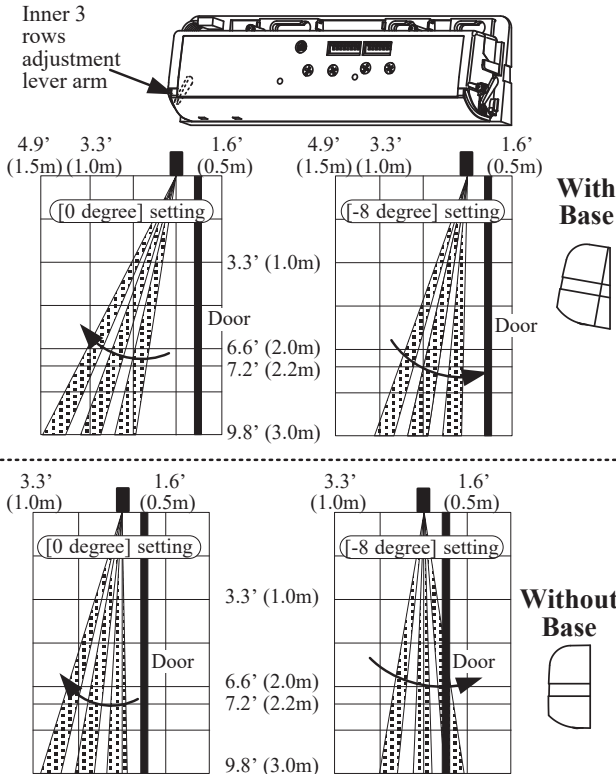 Inner 3
rows
adjustment
lever arm
4.9’ 3.3’ 1.6’
(1.5m) (1.0m) (0.5m)
4.9’ 3.3’ 1.6’
(1.5m) (1.0m) (0.5m)
[0 degree] setting
[-8 degree] setting
With
Base
3.3’ (1.0m)
Door
Door
6.6’ (2.0m)
7.2’ (2.2m)
9.8’ (3.0m)
3.3’ 1.6’
(1.0m) (0.5m)
3.3’ 1.6’
(1.0m) (0.5m)
[0 degree] setting
[-8 degree] setting
3.3’ (1.0m)
Without
Base
Door
Door
6.6’ (2.0m)
7.2’ (2.2m)
9.8’ (3.0m)